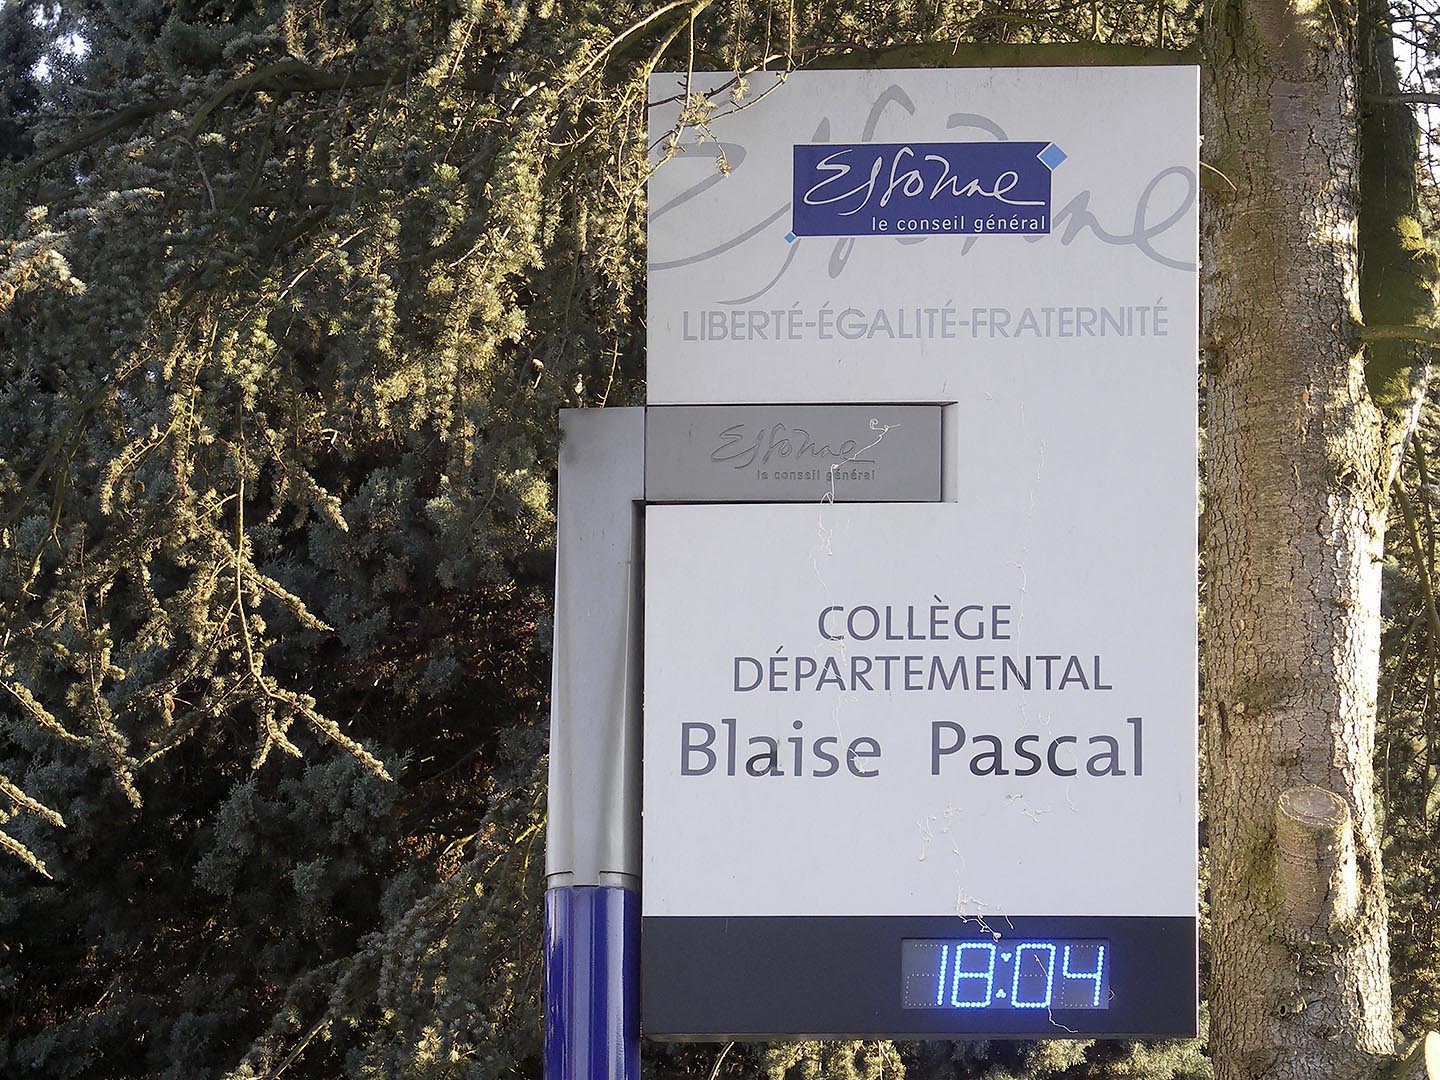 Essonne
le conseil général
LIBERTÉ-ÉGALITÉ-FRATERNITÉ
Essonne
le conseil général
COLLÈGE
DÉPARTEMENTAL
Blaise Pascal
18:04